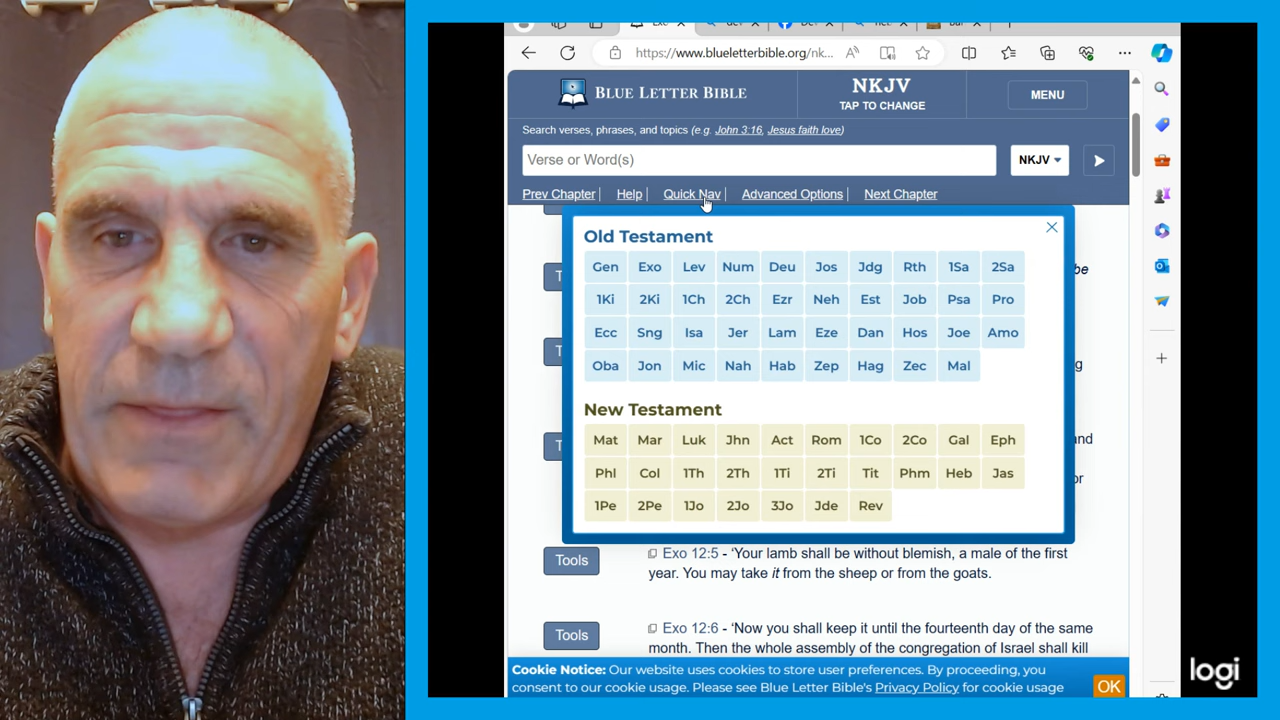 https://www.blueletterbible.org/nk...
BLUE LETTER BIBLE
NKJV
TAP TO CHANGE
MENU
Search verses, phrases, and topics (e.g. John 3:16, Jesus faith love)
Verse or Word(s)
NKJV
Prev Chapter| Help| Quick Nav| Advanced Options| Next Chapter
Old Testament
be
Gen Exo Lev Num Deu Jos Jdg Rth 1Sa 2Sa
1Ki 2Ki 1Ch 2Ch Ezr Neh Est Job Psa Pro
Ecc Sng Isa Jer Lam Eze Dan Hos Joe Amo
Oba Jon Mic Nah Hab Zep Hag Zec Mal
New Testament
Mat Mar Luk Jhn Act Rom 1Co 2Co Gal Eph
and
Phl Col 1Th 2Th 1Ti 2Ti Tit Phm Heb Jas
or
1Pe 2Pe 1Jo 2Jo 3Jo Jde Rev
Tools
Exo 12:5 - ‘Your lamb shall be without blemish, a male of the first
year. You may take it from the sheep or from the goats.
Tools
Exo 12:6 - ‘Now you shall keep it until the fourteenth day of the same
month. Then the whole assembly of the congregation of Israel shall kill
Cookie Notice: Our website uses cookies to store user preferences. By proceeding, you
consent to our cookie usage. Please see Blue Letter Bible's Privacy Policy for cookie usage
OK
logi